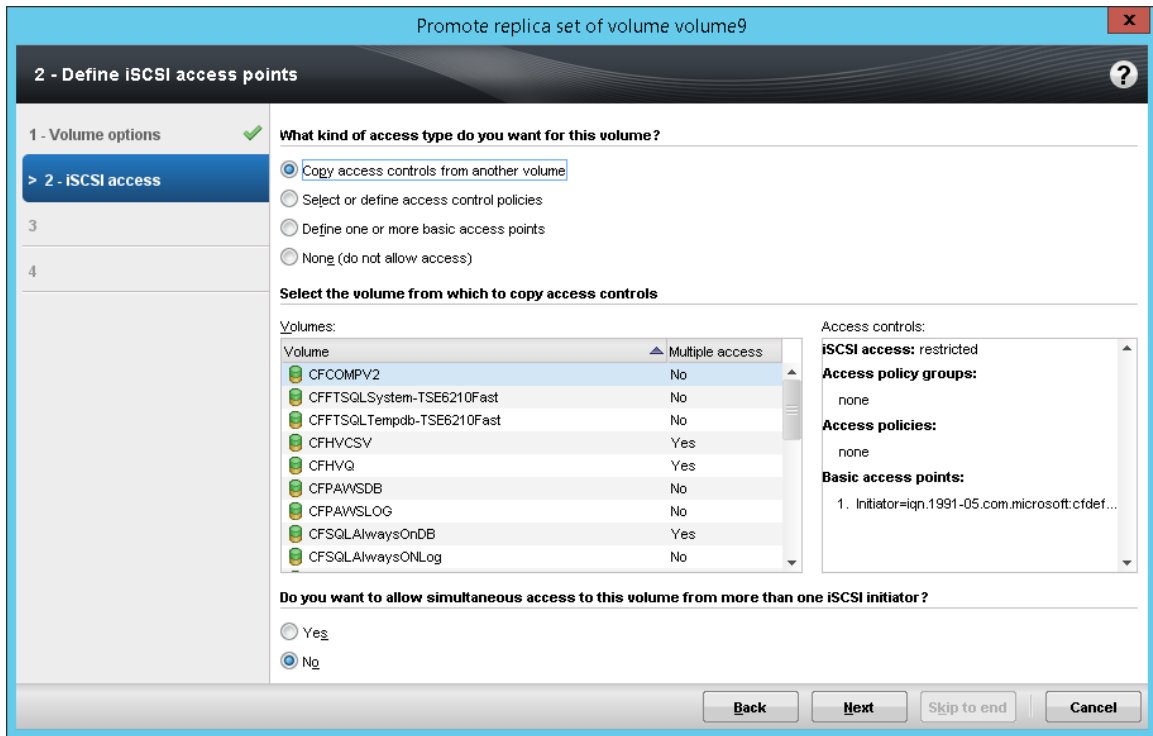 Promote replica set of volume volume9
x
2 - Define iSCSI access points
?
1 - Volume options
> 2 - iSCSI access
3
4
What kind of access type do you want for this volume?
Copy access controls from another volume
Select or define access control policies
Define one or more basic access points
None (do not allow access)
Select the volume from which to copy access controls
Volumes:
Volume Multiple access
CFCOMPV2 No
CFFTSQLSystem-TSE6210Fast No
CFFTSQLTempdb-TSE6210Fast No
CFHVCSV Yes
CFHVQ Yes
CFPAWSDB No
CFPAWSLOG No
CFSQLAlwaysOnDB Yes
CFSQLAlwaysONLog No
Access controls:
iSCSI access: restricted
Access policy groups:
none
Access policies:
none
Basic access points:
1. Initiator=iqn.1991-05.com.microsoft:cfdef...
Do you want to allow simultaneous access to this volume from more than one iSCSI initiator?
Yes
No
Back Next Skip to end Cancel